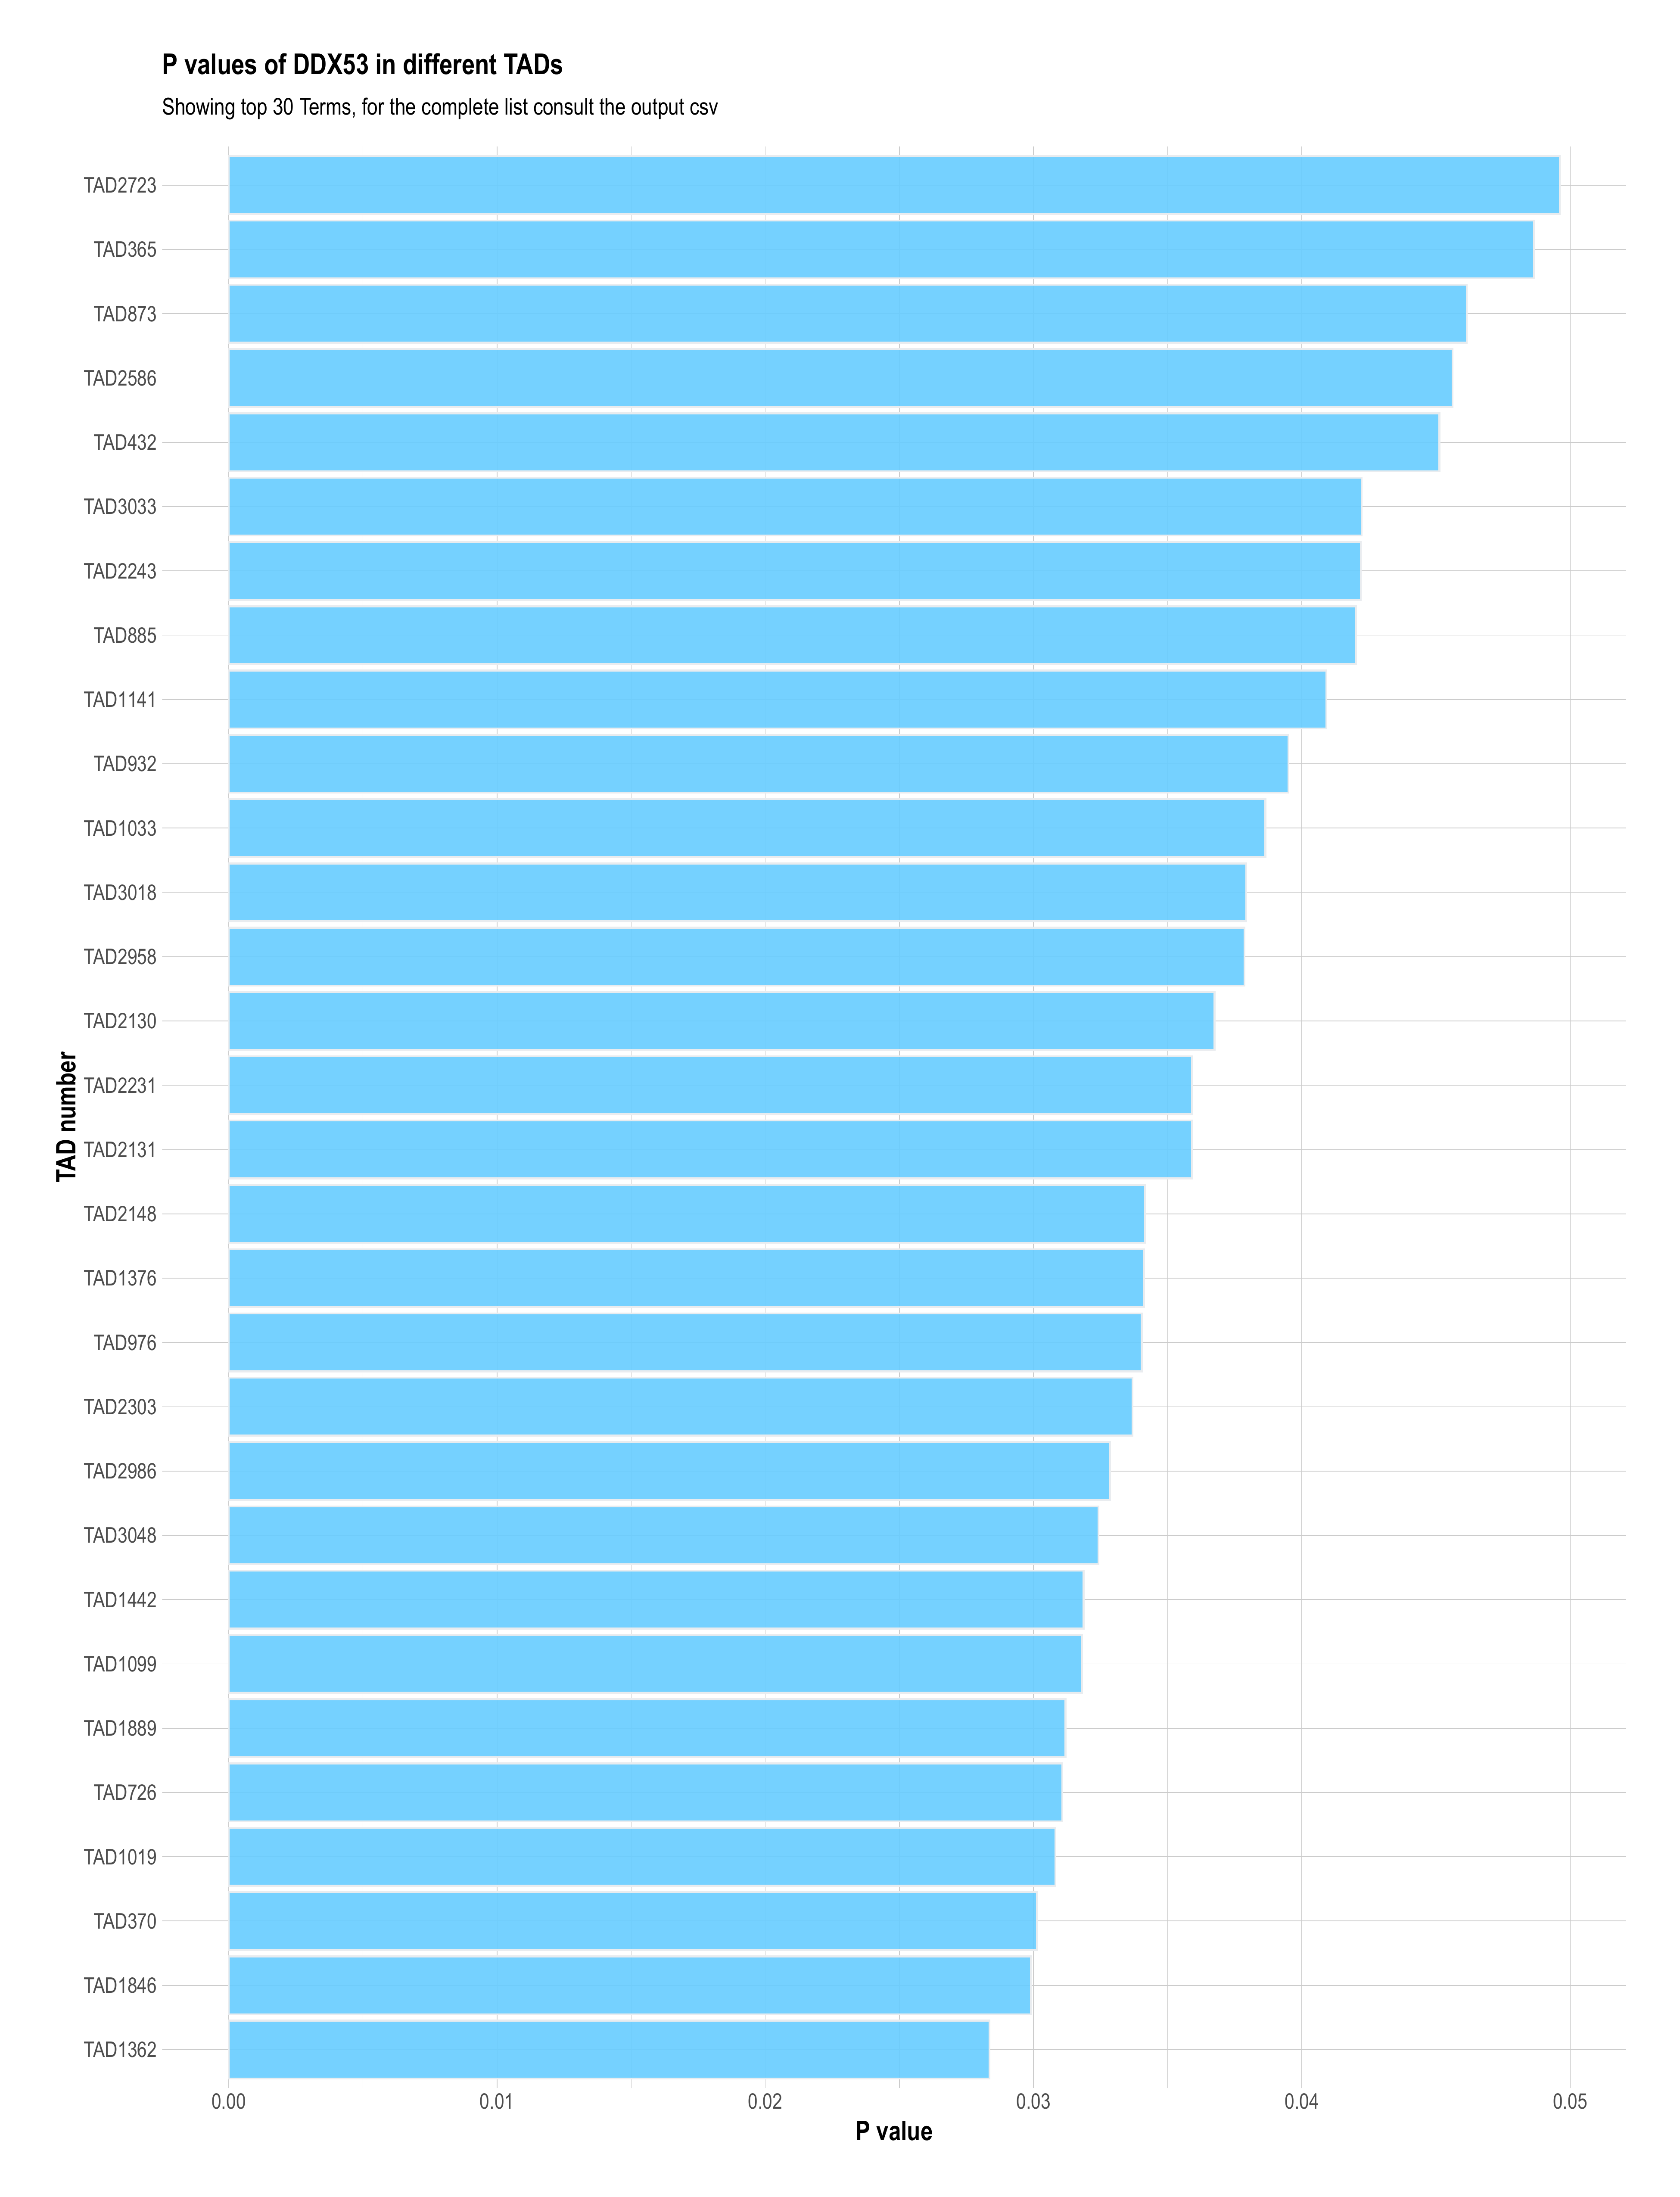 P values of DDX53 in different TADs
Showing top 30 Terms, for the complete list consult the output csv
TAD number
TAD2723
TAD365
TAD873
TAD2586
TAD432
TAD3033
TAD2243
TAD885
TAD1141
TAD932
TAD1033
TAD3018
TAD2958
TAD2130
TAD2231
TAD2131
TAD2148
TAD1376
TAD976
TAD2303
TAD2986
TAD3048
TAD1442
TAD1099
TAD1889
TAD726
TAD1019
TAD370
TAD1846
TAD1362
0.00 0.01 0.02 0.03 0.04 0.05
P value